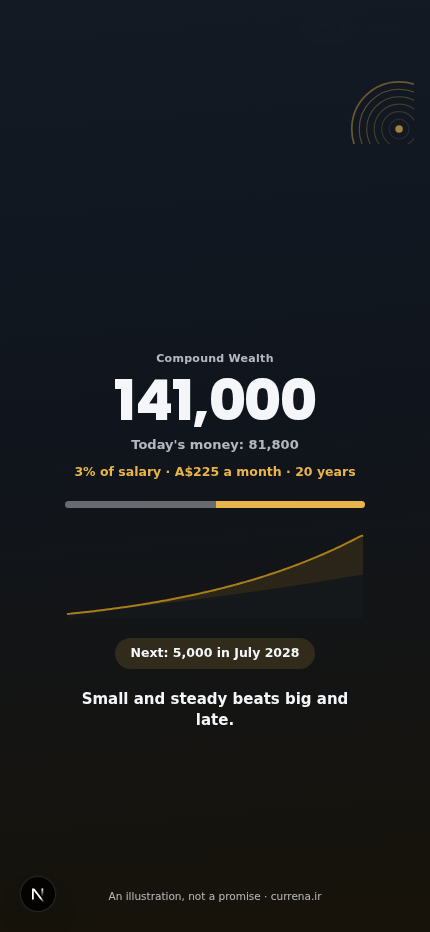 Compound Wealth
141,000
Today's money: 81,800
3% of salary · A$225 a month · 20 years
Next: 5,000 in July 2028
Small and steady beats big and
late.
N
An illustration, not a promise · currena.ir